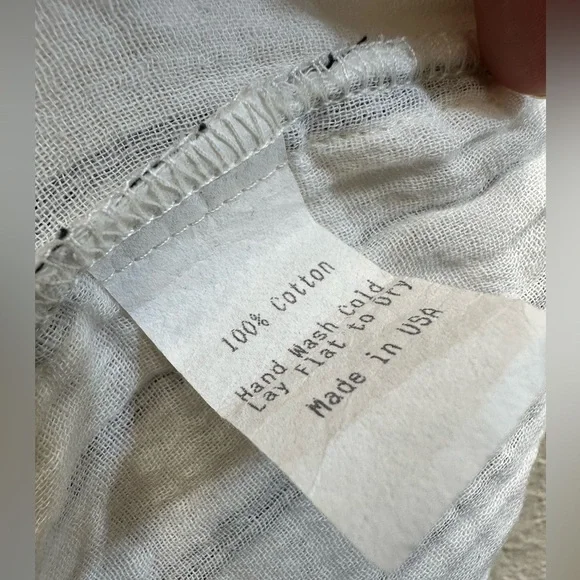 100% Cotton
Hand Wash Cold
Lay Flat to Dry
Made in USA